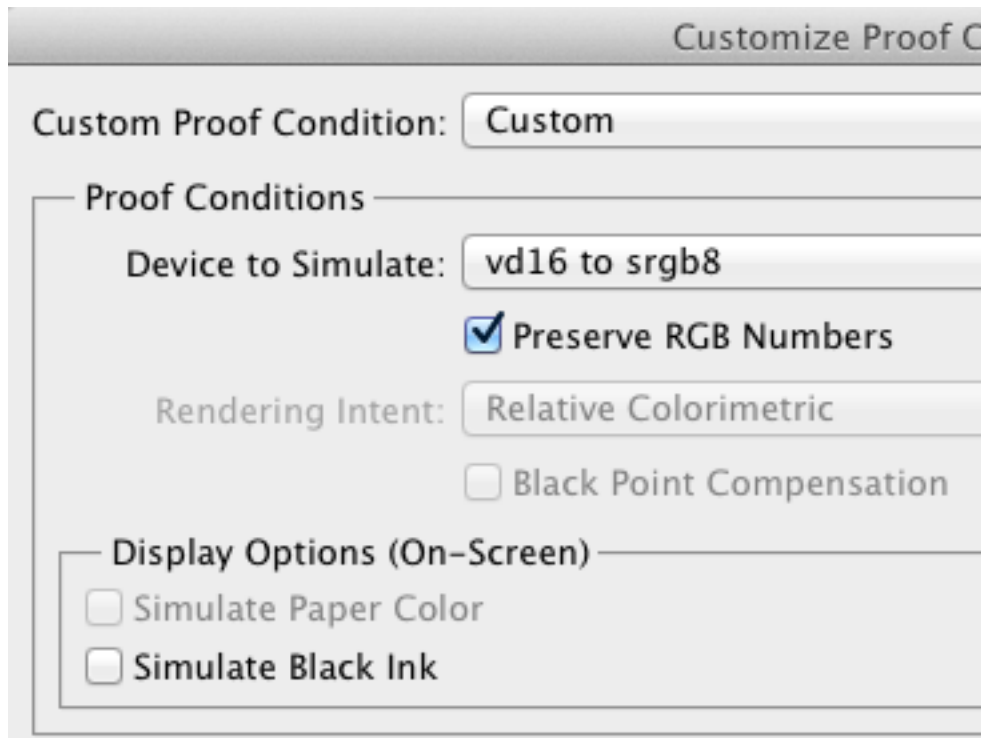 Customize Proof C
Custom Proof Condition: Custom
Proof Conditions
Device to Simulate: vd16 to srgb8
Preserve RGB Numbers
Rendering Intent: Relative Colorimetric
Black Point Compensation
Display Options (On-Screen)
Simulate Paper Color
Simulate Black Ink